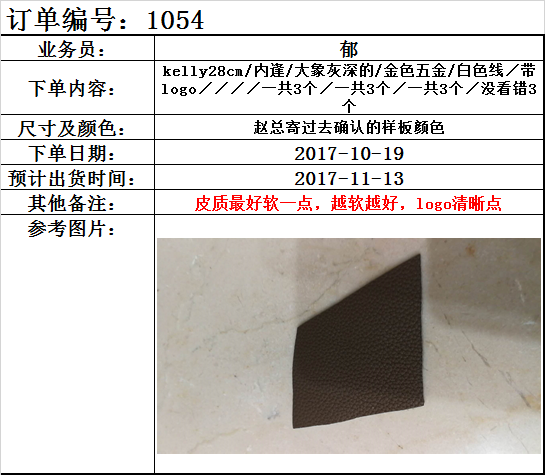 订单编号：1054
业务员： 郁
下单内容： kelly28cm/内逢/大象灰深的/金色五金/白色线／带
logo／／／／一共3个／一共3个／一共3个／没看错3
个
尺寸及颜色： 赵总寄过去确认的样板颜色
下单日期： 2017-10-19
预计出货时间： 2017-11-13
其他备注： 皮质最好软一点，越软越好，logo清晰点
参考图片：